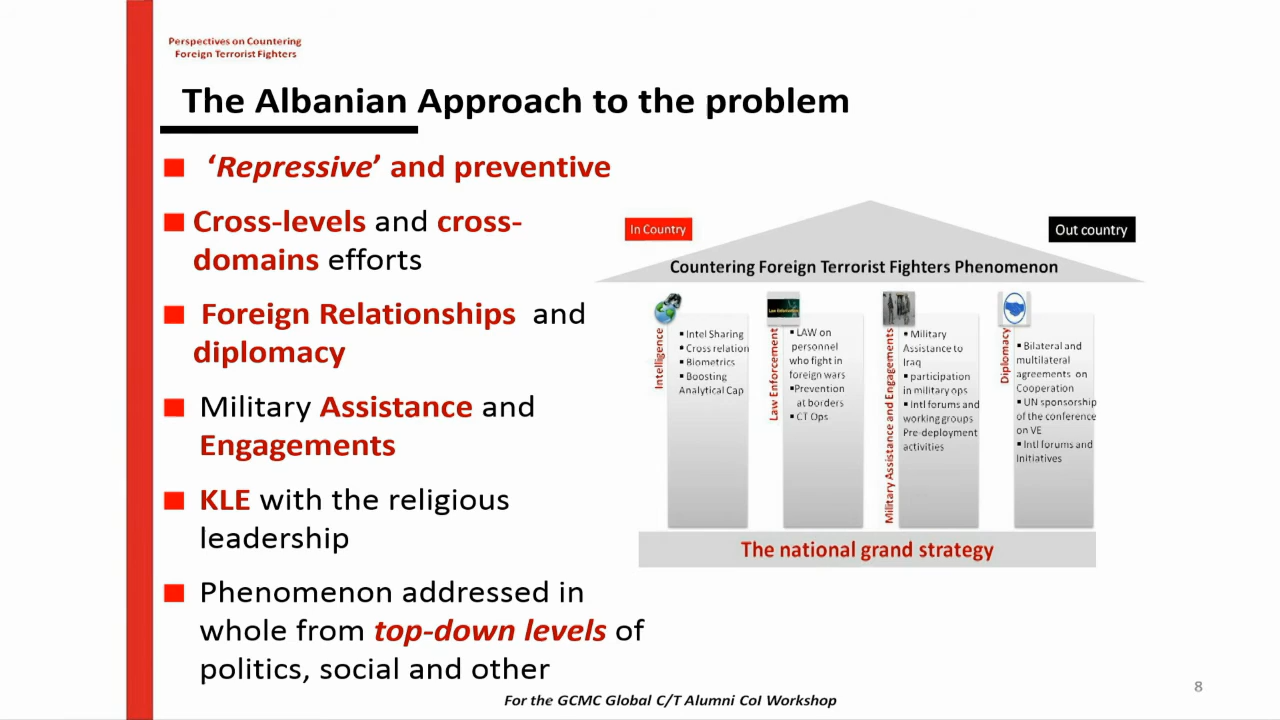 Perspectives on Countering
Foreign Terrorist Fighters
The Albanian Approach to the problem
‘Repressive’ and preventive
Cross-levels and cross-
domains efforts
Foreign Relationships and
diplomacy
Military Assistance and
Engagements
KLE with the religious
leadership
Phenomenon addressed in
whole from top-down levels of
politics, social and other
In Country
Out country
Countering Foreign Terrorist Fighters Phenomenon
Intelligence
Intel Sharing
Cross relation
Biometrics
Boosting
Analytical Cap
Law Enforcement
Law Enforcement
LAW on
personnel
who fight in
foreign wars
Prevention
at borders
CT Ops
Military Assistance and Engagements
Military
Assistance to
Iraq
participation
in military ops
Intl forums and
working groups
Pre-deployment
activities
Diplomacy
Bilateral and
multilateral
agreements on
Cooperation
UN sponsorship
of the conference
on VE
Intl forums and
Initiatives
The national grand strategy
For the GCMC Global C/T Alumni CoI Workshop
8